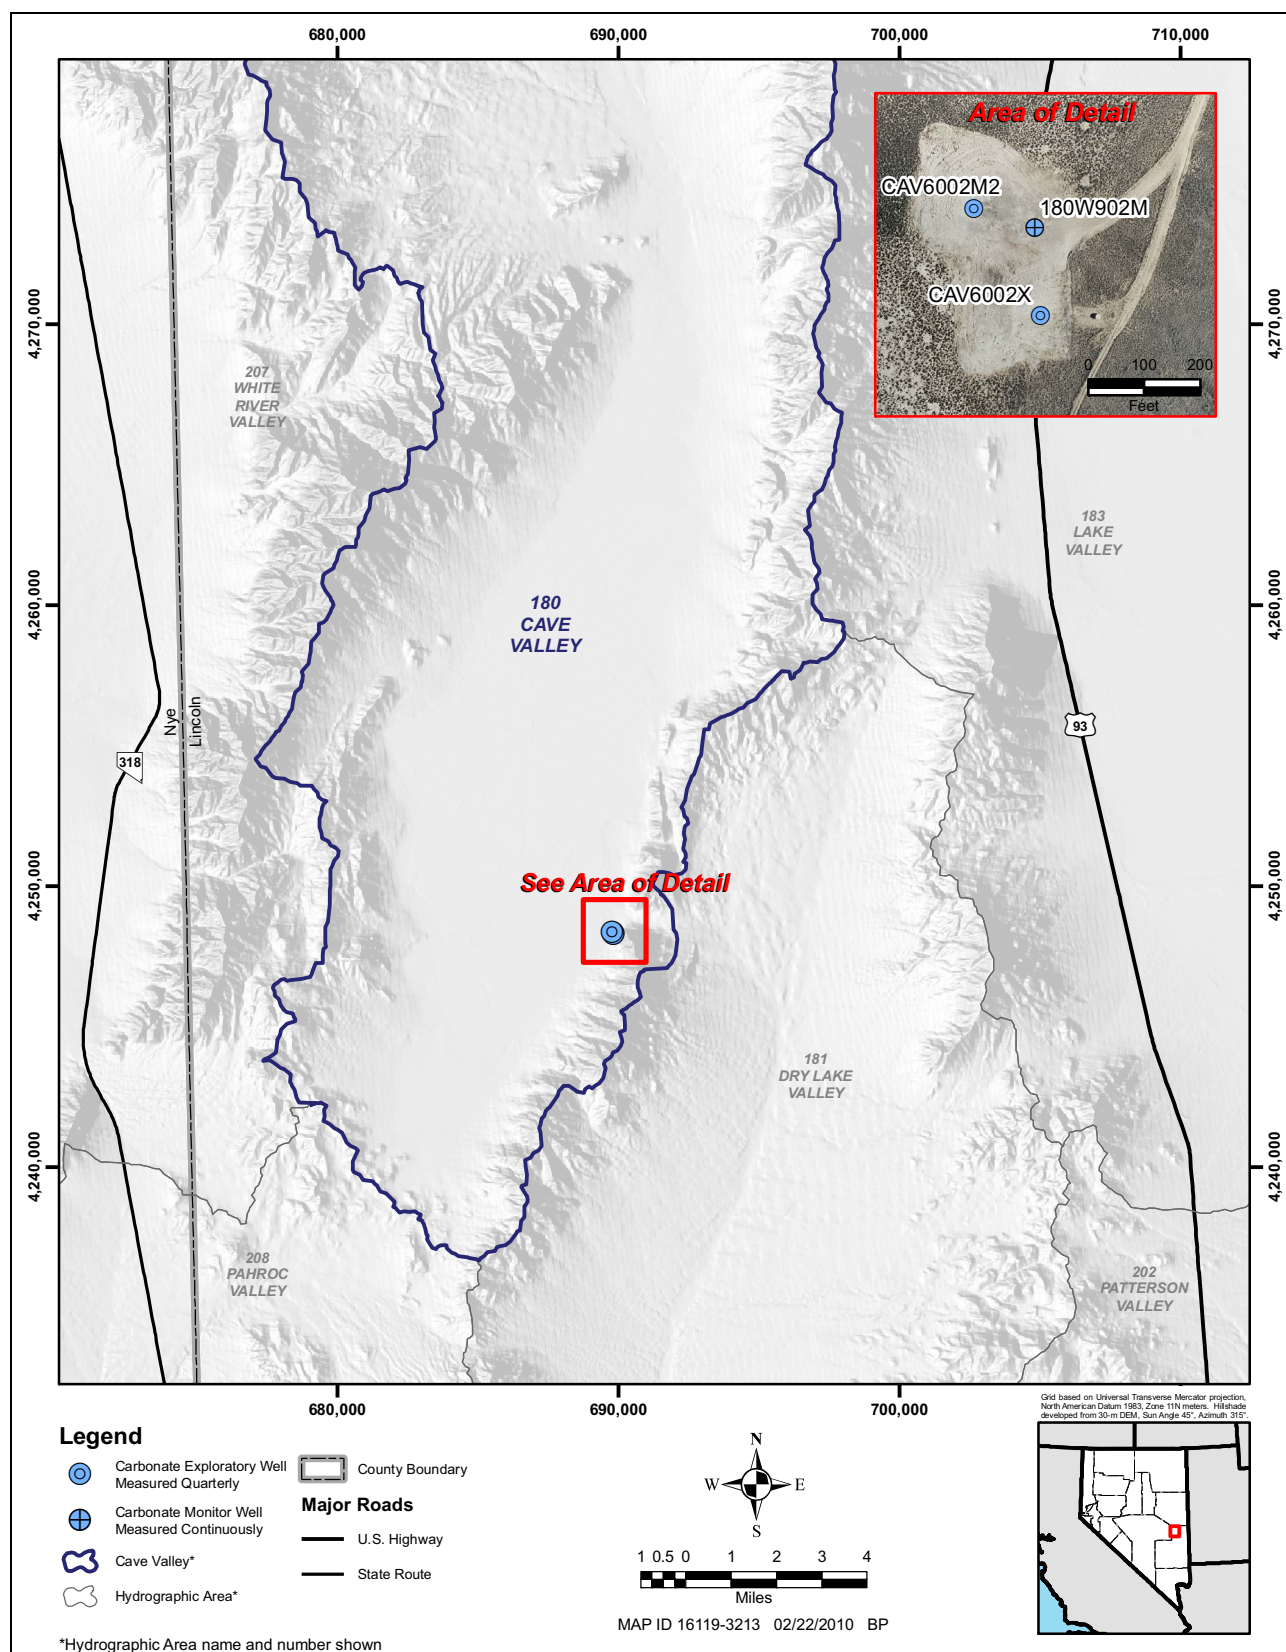 680,000
690,000
700,000
710,000
Area of Detail
CAV6002M2
180W902M
CAV6002X
0 100 200
Feet
4,270,000
4,270,000
207
WHITE
RIVER
VALLEY
183
LAKE
VALLEY
4,260,000
4,260,000
180
CAVE
VALLEY
Nye
Lincoln
318
93
See Area of Detail
4,250,000
4,250,000
181
DRY LAKE
VALLEY
4,240,000
4,240,000
208
PAHROC
VALLEY
202
PATTERSON
VALLEY
680,000
690,000
700,000
Grid based on Universal Transverse Mercator projection,
North American Datum 1983, Zone 11N meters. Hillshade
developed from 30-m DEM, Sun Angle 45°, Azimuth 315°.
Legend
Carbonate Exploratory Well
Measured Quarterly
Carbonate Monitor Well
Measured Continuously
Cave Valley*
Hydrographic Area*
County Boundary
Major Roads
U.S. Highway
State Route
*Hydrographic Area name and number shown
N
W E
S
1 0.5 0 1 2 3 4
Miles
MAP ID 16119-3213 02/22/2010 BP